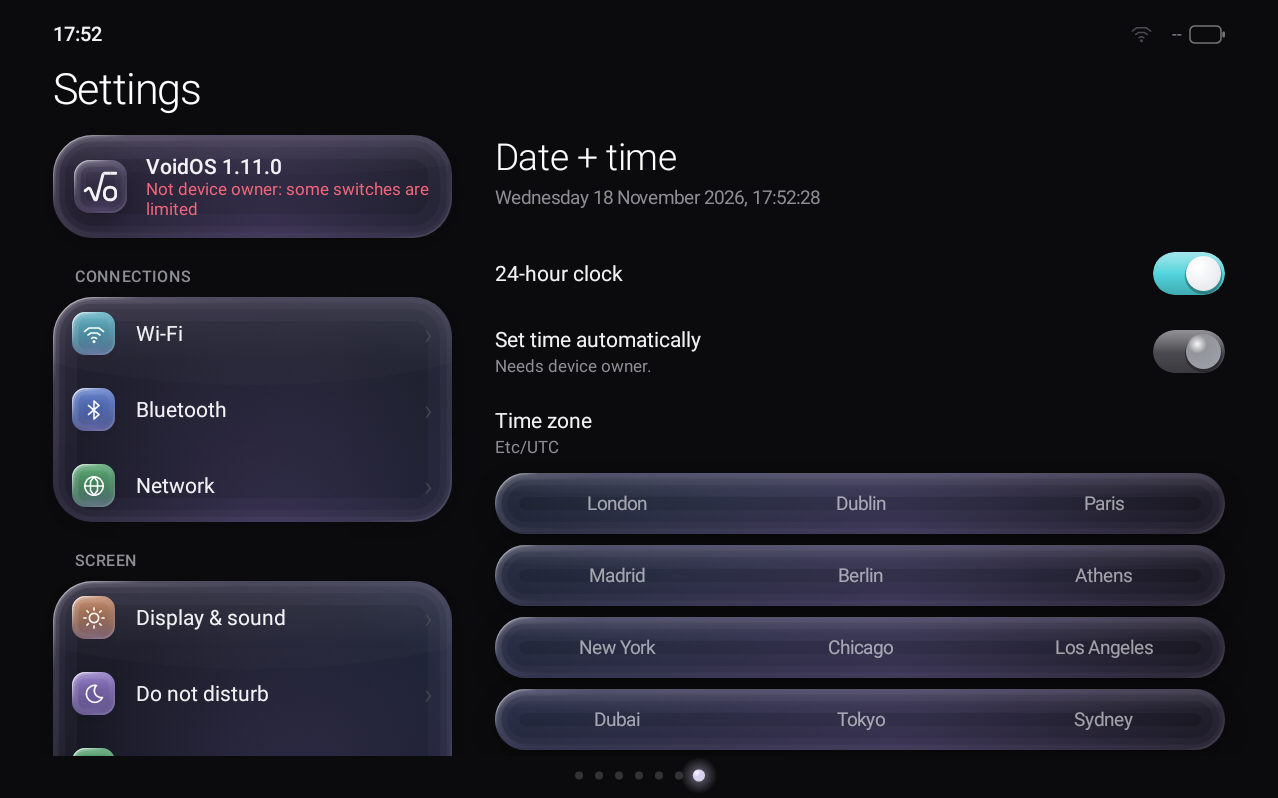 17:52
--
Settings
VoidOS 1.11.0
Not device owner: some switches are
limited
CONNECTIONS
Wi-Fi
Bluetooth
Network
SCREEN
Display & sound
Do not disturb
Date + time
Wednesday 18 November 2026, 17:52:28
24-hour clock
Set time automatically
Needs device owner.
Time zone
Etc/UTC
London Dublin Paris
Madrid Berlin Athens
New York Chicago Los Angeles
Dubai Tokyo Sydney